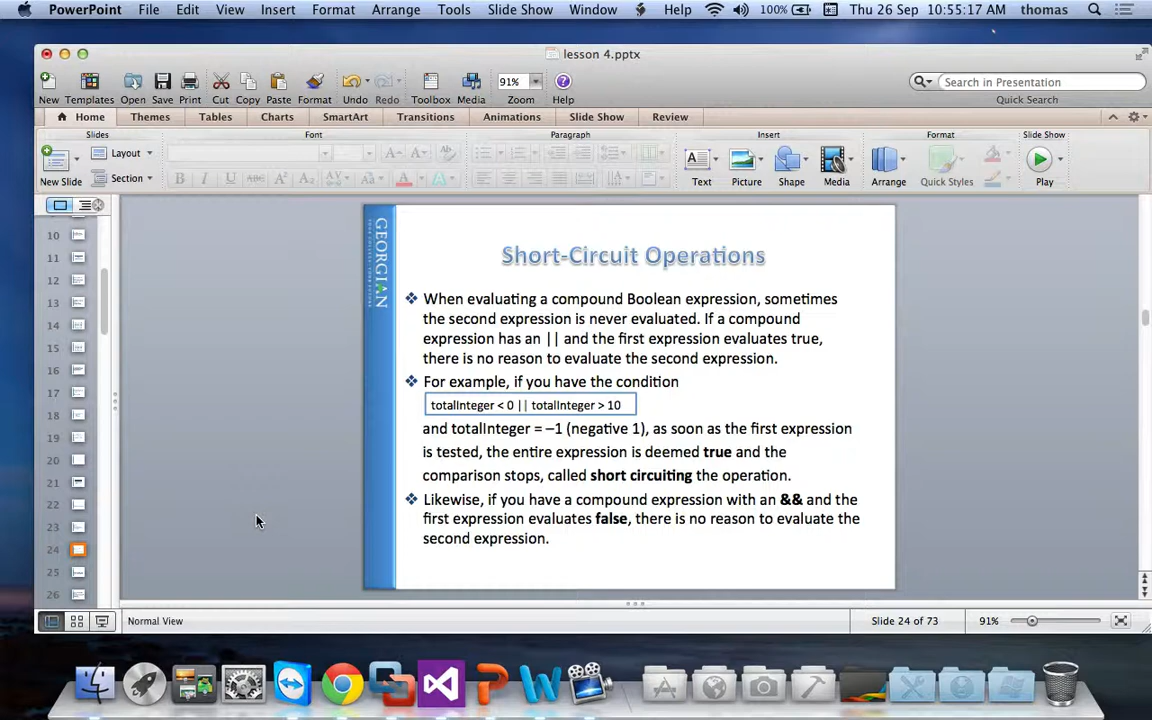 PowerPoint File Edit View Insert Format Arrange Tools Slide Show Window Help 100% Thu 26 Sep 10:55:17 AM thomas
lesson 4.pptx
91%
Search in Presentation
New Templates Open Save Print Cut Copy Paste Format Undo Redo Toolbox Media Zoom Help
Quick Search
Home Themes Tables Charts SmartArt Transitions Animations Slide Show Review
Slides Font Paragraph Insert Format Slide Show
Layout
Section
New Slide
B I U ABC A² A₂ AV Aa A A
Text Picture Shape Media Arrange Quick Styles Play
10
11
12
13
14
15
16
17
18
19
20
21
22
23
24
25
26
GEORGIAN
Short-Circuit Operations
❖ When evaluating a compound Boolean expression, sometimes
the second expression is never evaluated. If a compound
expression has an || and the first expression evaluates true,
there is no reason to evaluate the second expression.
❖ For example, if you have the condition
totalInteger < 0 || totalInteger > 10
and totalInteger = –1 (negative 1), as soon as the first expression
is tested, the entire expression is deemed true and the
comparison stops, called short circuiting the operation.
❖ Likewise, if you have a compound expression with an && and the
first expression evaluates false, there is no reason to evaluate the
second expression.
Normal View Slide 24 of 73 91%